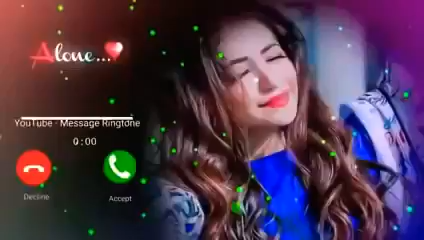 Alone...
YouTube - Message Ringtone
0:00
Decline
Accept